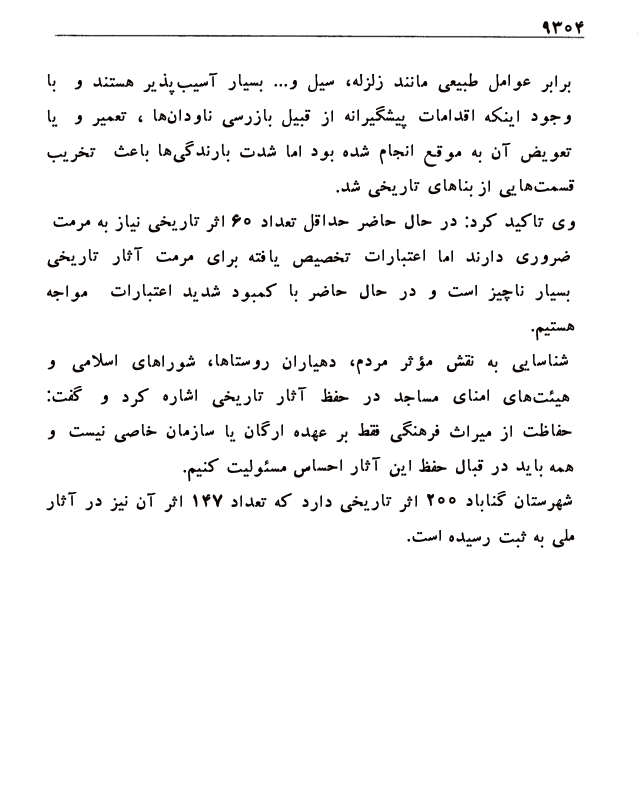 ۹۳۰۴
برابر عوامل طبیعی مانند زلزله، سیل و... بسیار آسیب‌پذیر هستند و با
وجود اینکه اقدامات پیشگیرانه از قبیل بازرسی ناودان‌ها ، تعمیر و یا
تعویض آن به موقع انجام شده بود اما شدت بارندگی‌ها باعث تخریب
قسمت‌هایی از بناهای تاریخی شد.
وی تاکید کرد: در حال حاضر حداقل تعداد ۶۰ اثر تاریخی نیاز به مرمت
ضروری دارند اما اعتبارات تخصیص یافته برای مرمت آثار تاریخی
بسیار ناچیز است و در حال حاضر با کمبود شدید اعتبارات مواجه
هستیم.
شناسایی به نقش مؤثر مردم، دهیاران روستاها، شوراهای اسلامی و
هیئت‌های امنای مساجد در حفظ آثار تاریخی اشاره کرد و گفت:
حفاظت از میراث فرهنگی فقط بر عهده ارگان یا سازمان خاصی نیست و
همه باید در قبال حفظ این آثار احساس مسئولیت کنیم.
شهرستان گناباد ۲۰۰ اثر تاریخی دارد که تعداد ۱۴۷ اثر آن نیز در آثار
ملی به ثبت رسیده است.